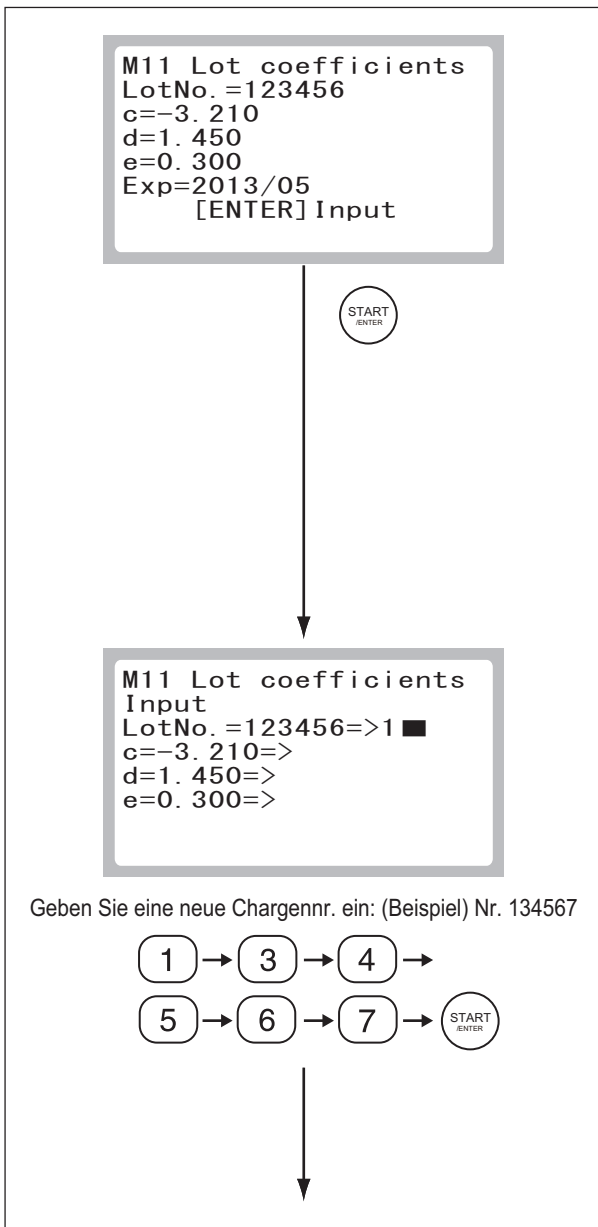 M11 Lot coefficients
LotNo.=123456
c=-3.210
d=1.450
e=0.300
Exp=2013/05
[ENTER]Input
START
/ENTER
M11 Lot coefficients
Input
LotNo.=123456=>1
c=-3.210=>
d=1.450=>
e=0.300=>
Geben Sie eine neue Chargennr. ein: (Beispiel) Nr. 134567
1 → 3 → 4 →
5 → 6 → 7 → START
/ENTER